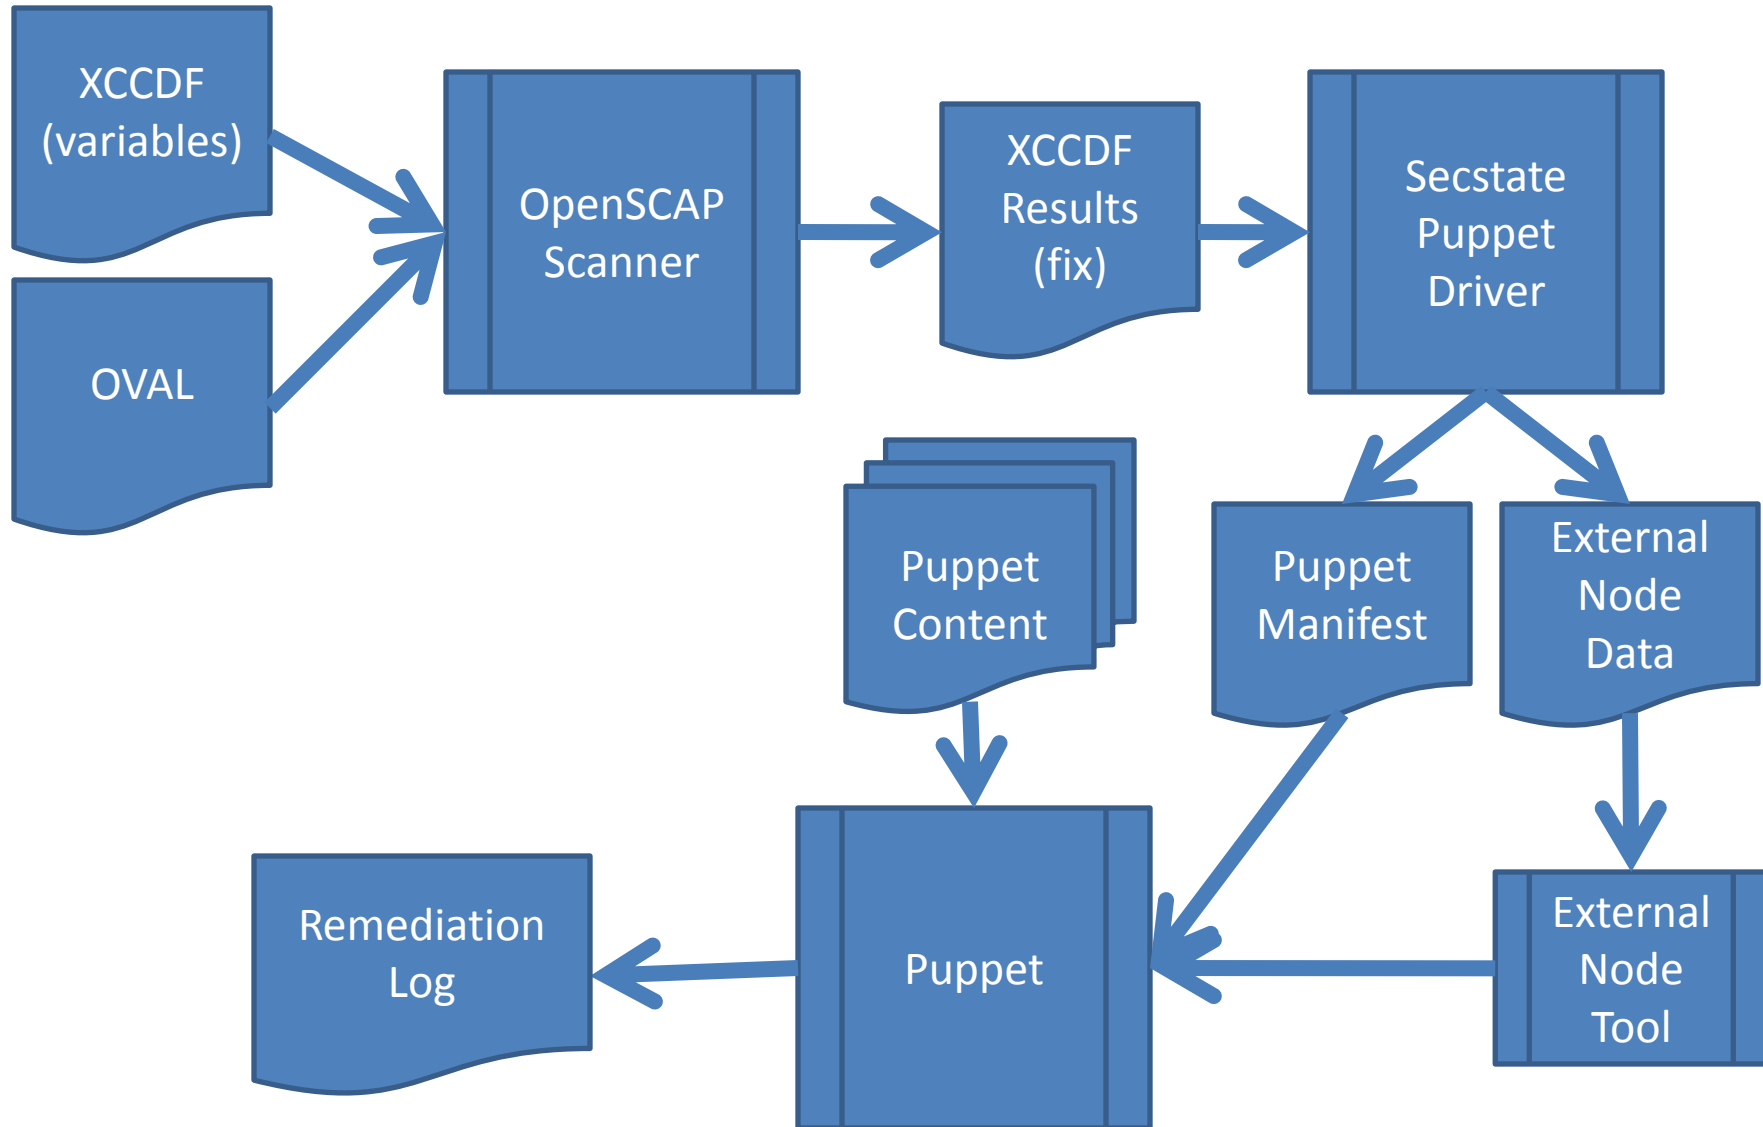 XCCDF
(variables)
OpenSCAP
Scanner
XCCDF
Results
(fix)
Secstate
Puppet
Driver
OVAL
Puppet
Content
Puppet
Manifest
External
Node
Data
Remediation
Log
Puppet
External
Node
Tool